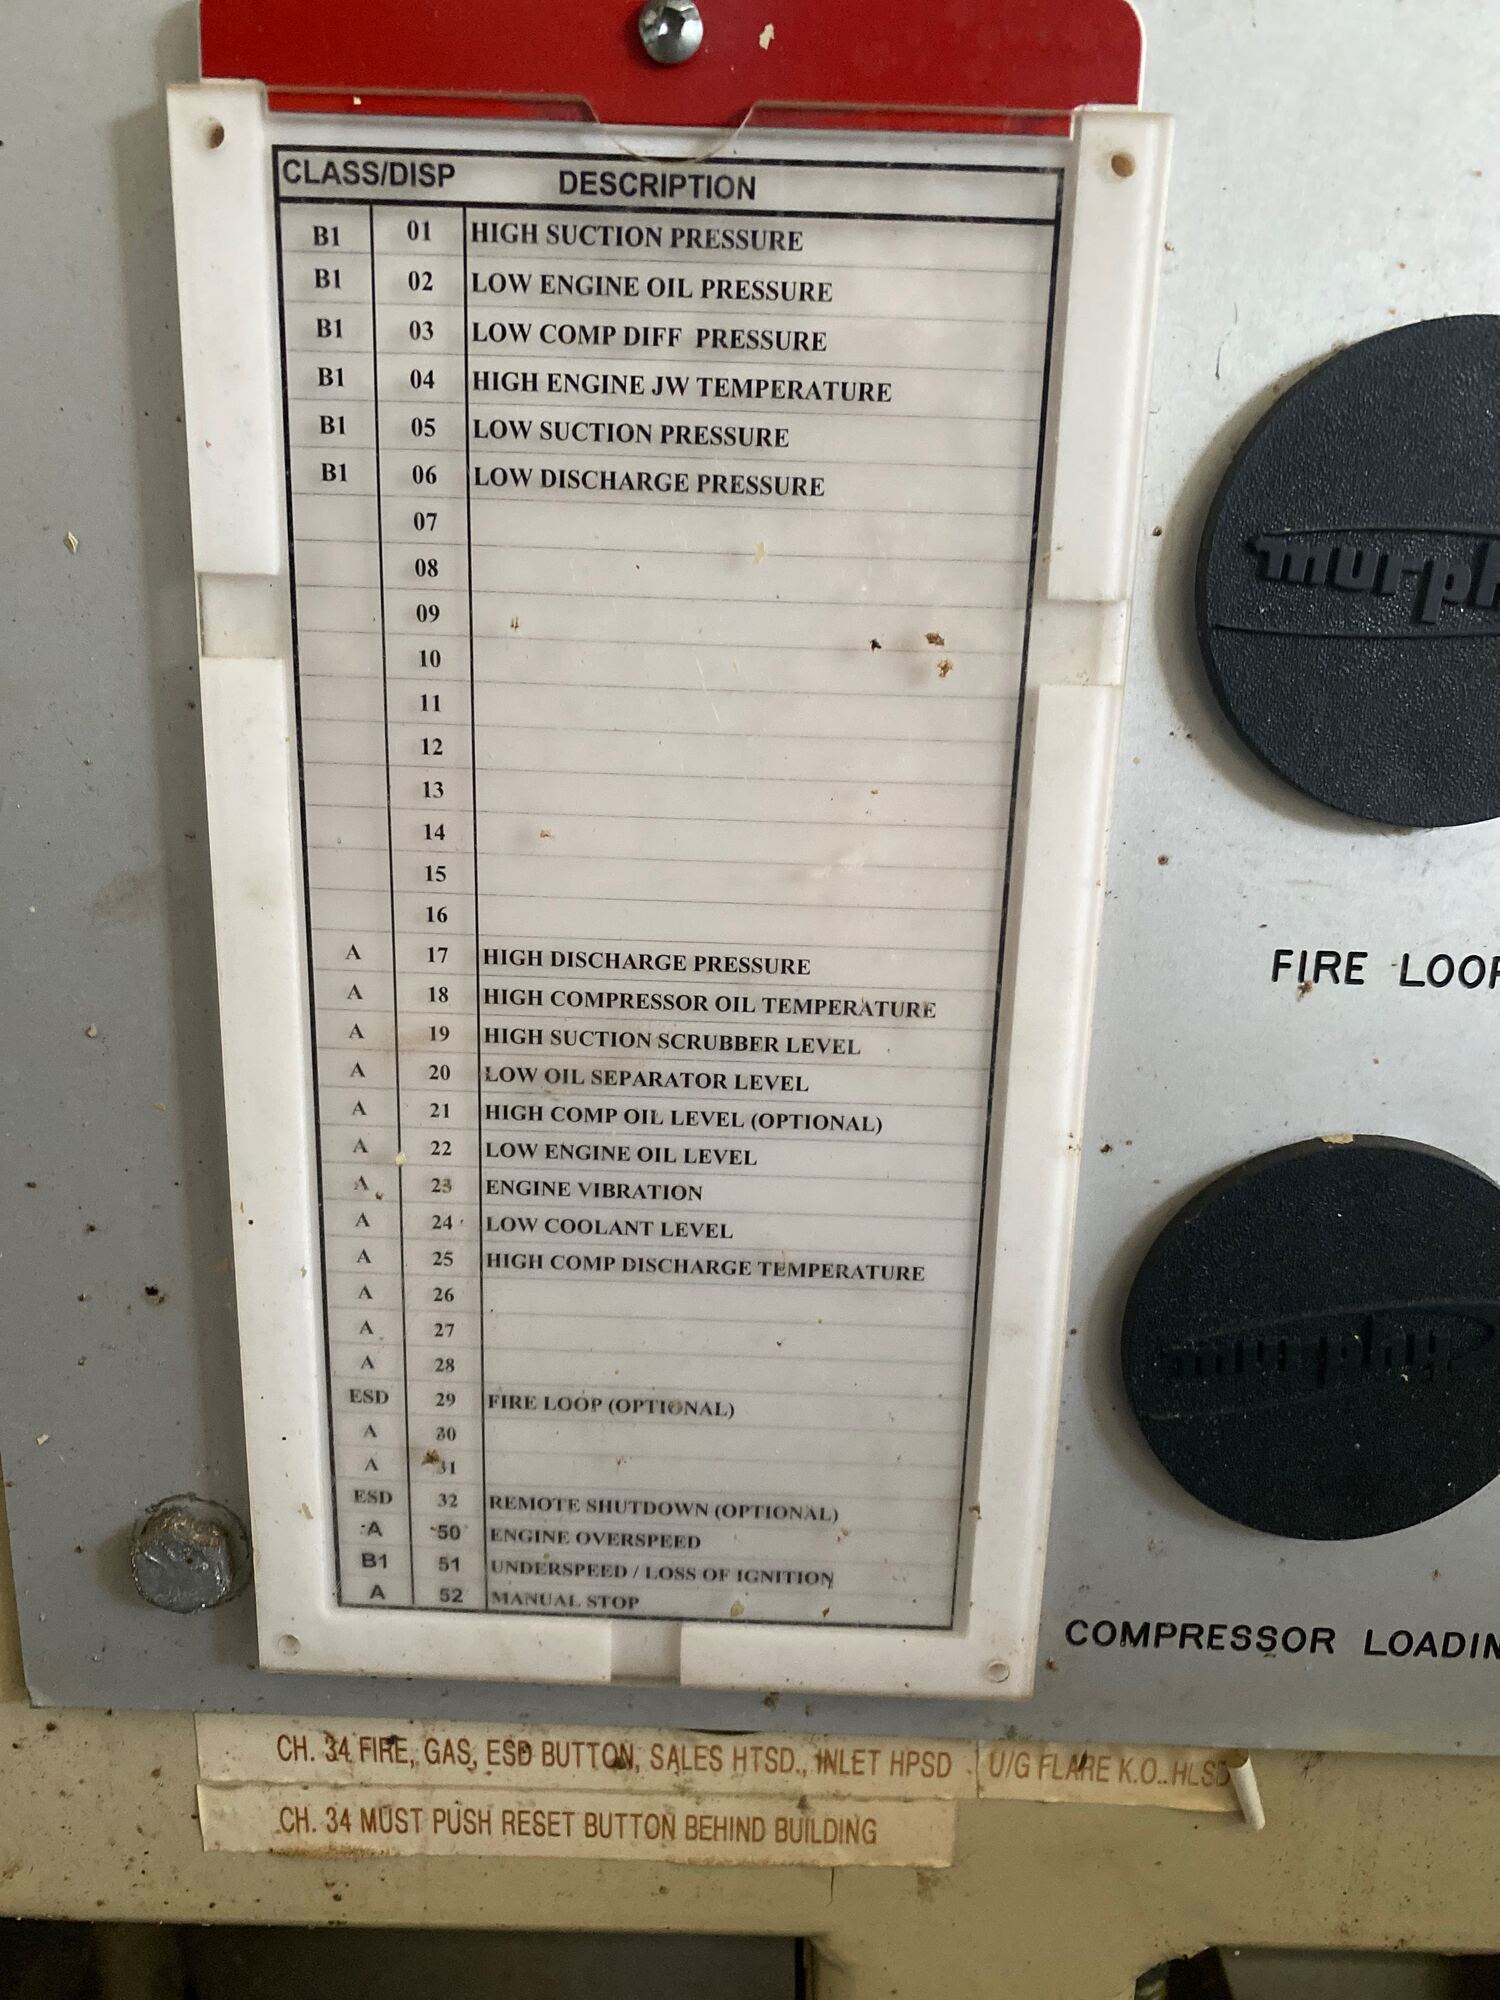 CLASS/DISP DESCRIPTION
B1 01 HIGH SUCTION PRESSURE
B1 02 LOW ENGINE OIL PRESSURE
B1 03 LOW COMP DIFF PRESSURE
B1 04 HIGH ENGINE JW TEMPERATURE
B1 05 LOW SUCTION PRESSURE
B1 06 LOW DISCHARGE PRESSURE
07
08
09
10
11
12
13
14
15
16
A 17 HIGH DISCHARGE PRESSURE
A 18 HIGH COMPRESSOR OIL TEMPERATURE
A 19 HIGH SUCTION SCRUBBER LEVEL
A 20 LOW OIL SEPARATOR LEVEL
A 21 HIGH COMP OIL LEVEL (OPTIONAL)
A 22 LOW ENGINE OIL LEVEL
A 23 ENGINE VIBRATION
A 24 LOW COOLANT LEVEL
A 25 HIGH COMP DISCHARGE TEMPERATURE
A 26
A 27
A 28
ESD 29 FIRE LOOP (OPTIONAL)
A 30
A 31
ESD 32 REMOTE SHUTDOWN (OPTIONAL)
A 50 ENGINE OVERSPEED
B1 51 UNDERSPEED / LOSS OF IGNITION
A 52 MANUAL STOP
murph
FIRE LOOP
murphy
COMPRESSOR LOADIN
CH. 34 FIRE, GAS, ESD BUTTON, SALES HTSD., INLET HPSD U/G FLARE K.O.. HLSD
CH. 34 MUST PUSH RESET BUTTON BEHIND BUILDING